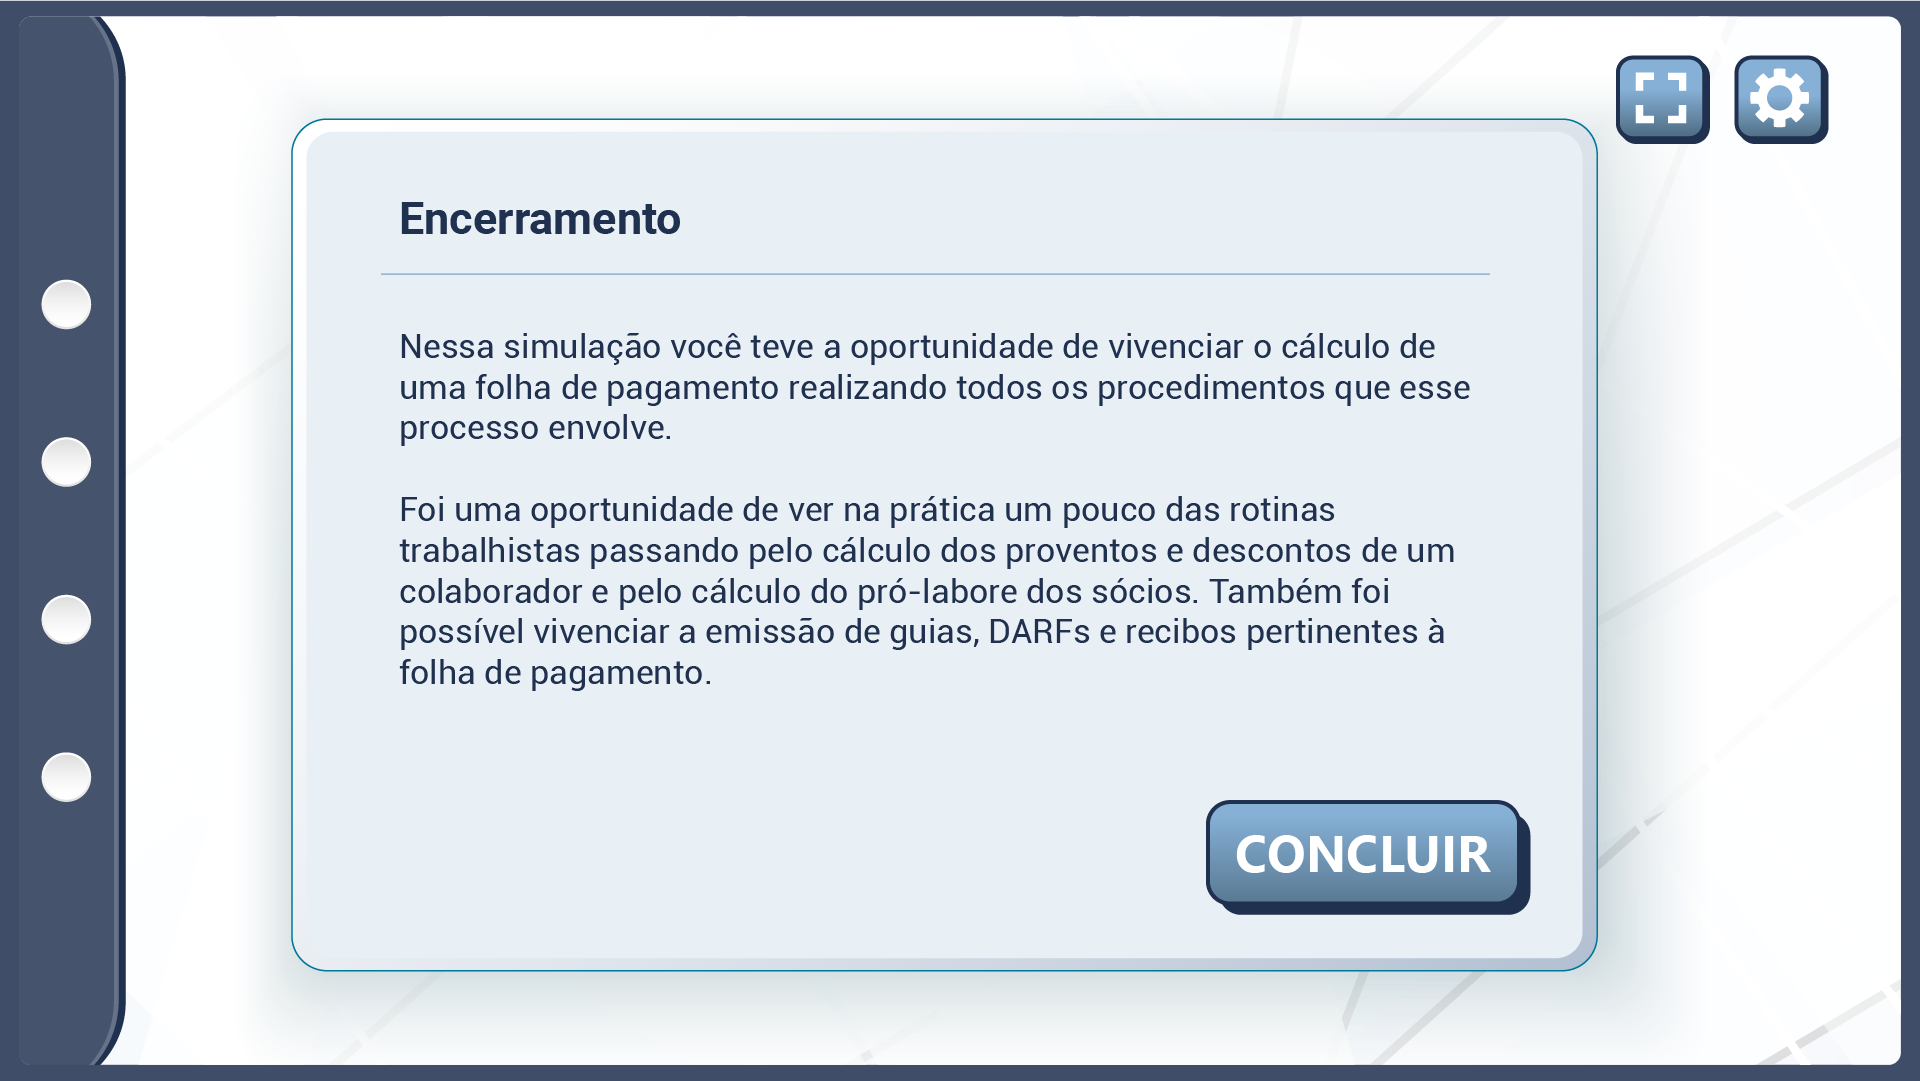 Encerramento
Nessa simulação você teve a oportunidade de vivenciar o cálculo de
uma folha de pagamento realizando todos os procedimentos que esse
processo envolve.
Foi uma oportunidade de ver na prática um pouco das rotinas
trabalhistas passando pelo cálculo dos proventos e descontos de um
colaborador e pelo cálculo do pró-labore dos sócios. Também foi
possível vivenciar a emissão de guias, DARFs e recibos pertinentes à
folha de pagamento.
CONCLUIR